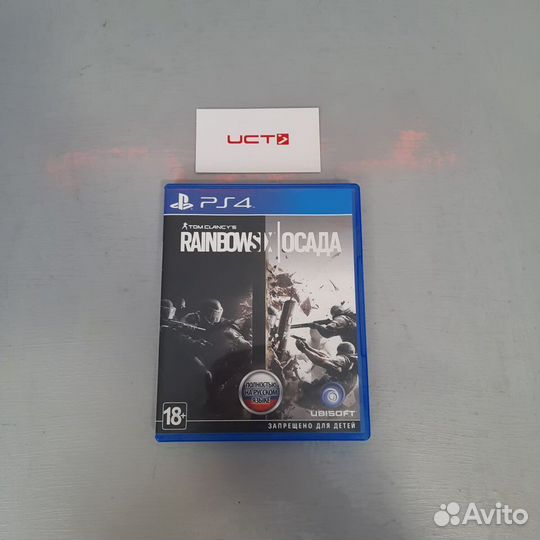 UCT
PS4
TOM CLANCY'S
RAINBOW SIX | ОСАДА
ПОЛНОСТЬЮ
НА РУССКОМ
ЯЗЫКЕ
18+
UBISOFT
ЗАПРЕЩЕНО ДЛЯ ДЕТЕЙ
Avito